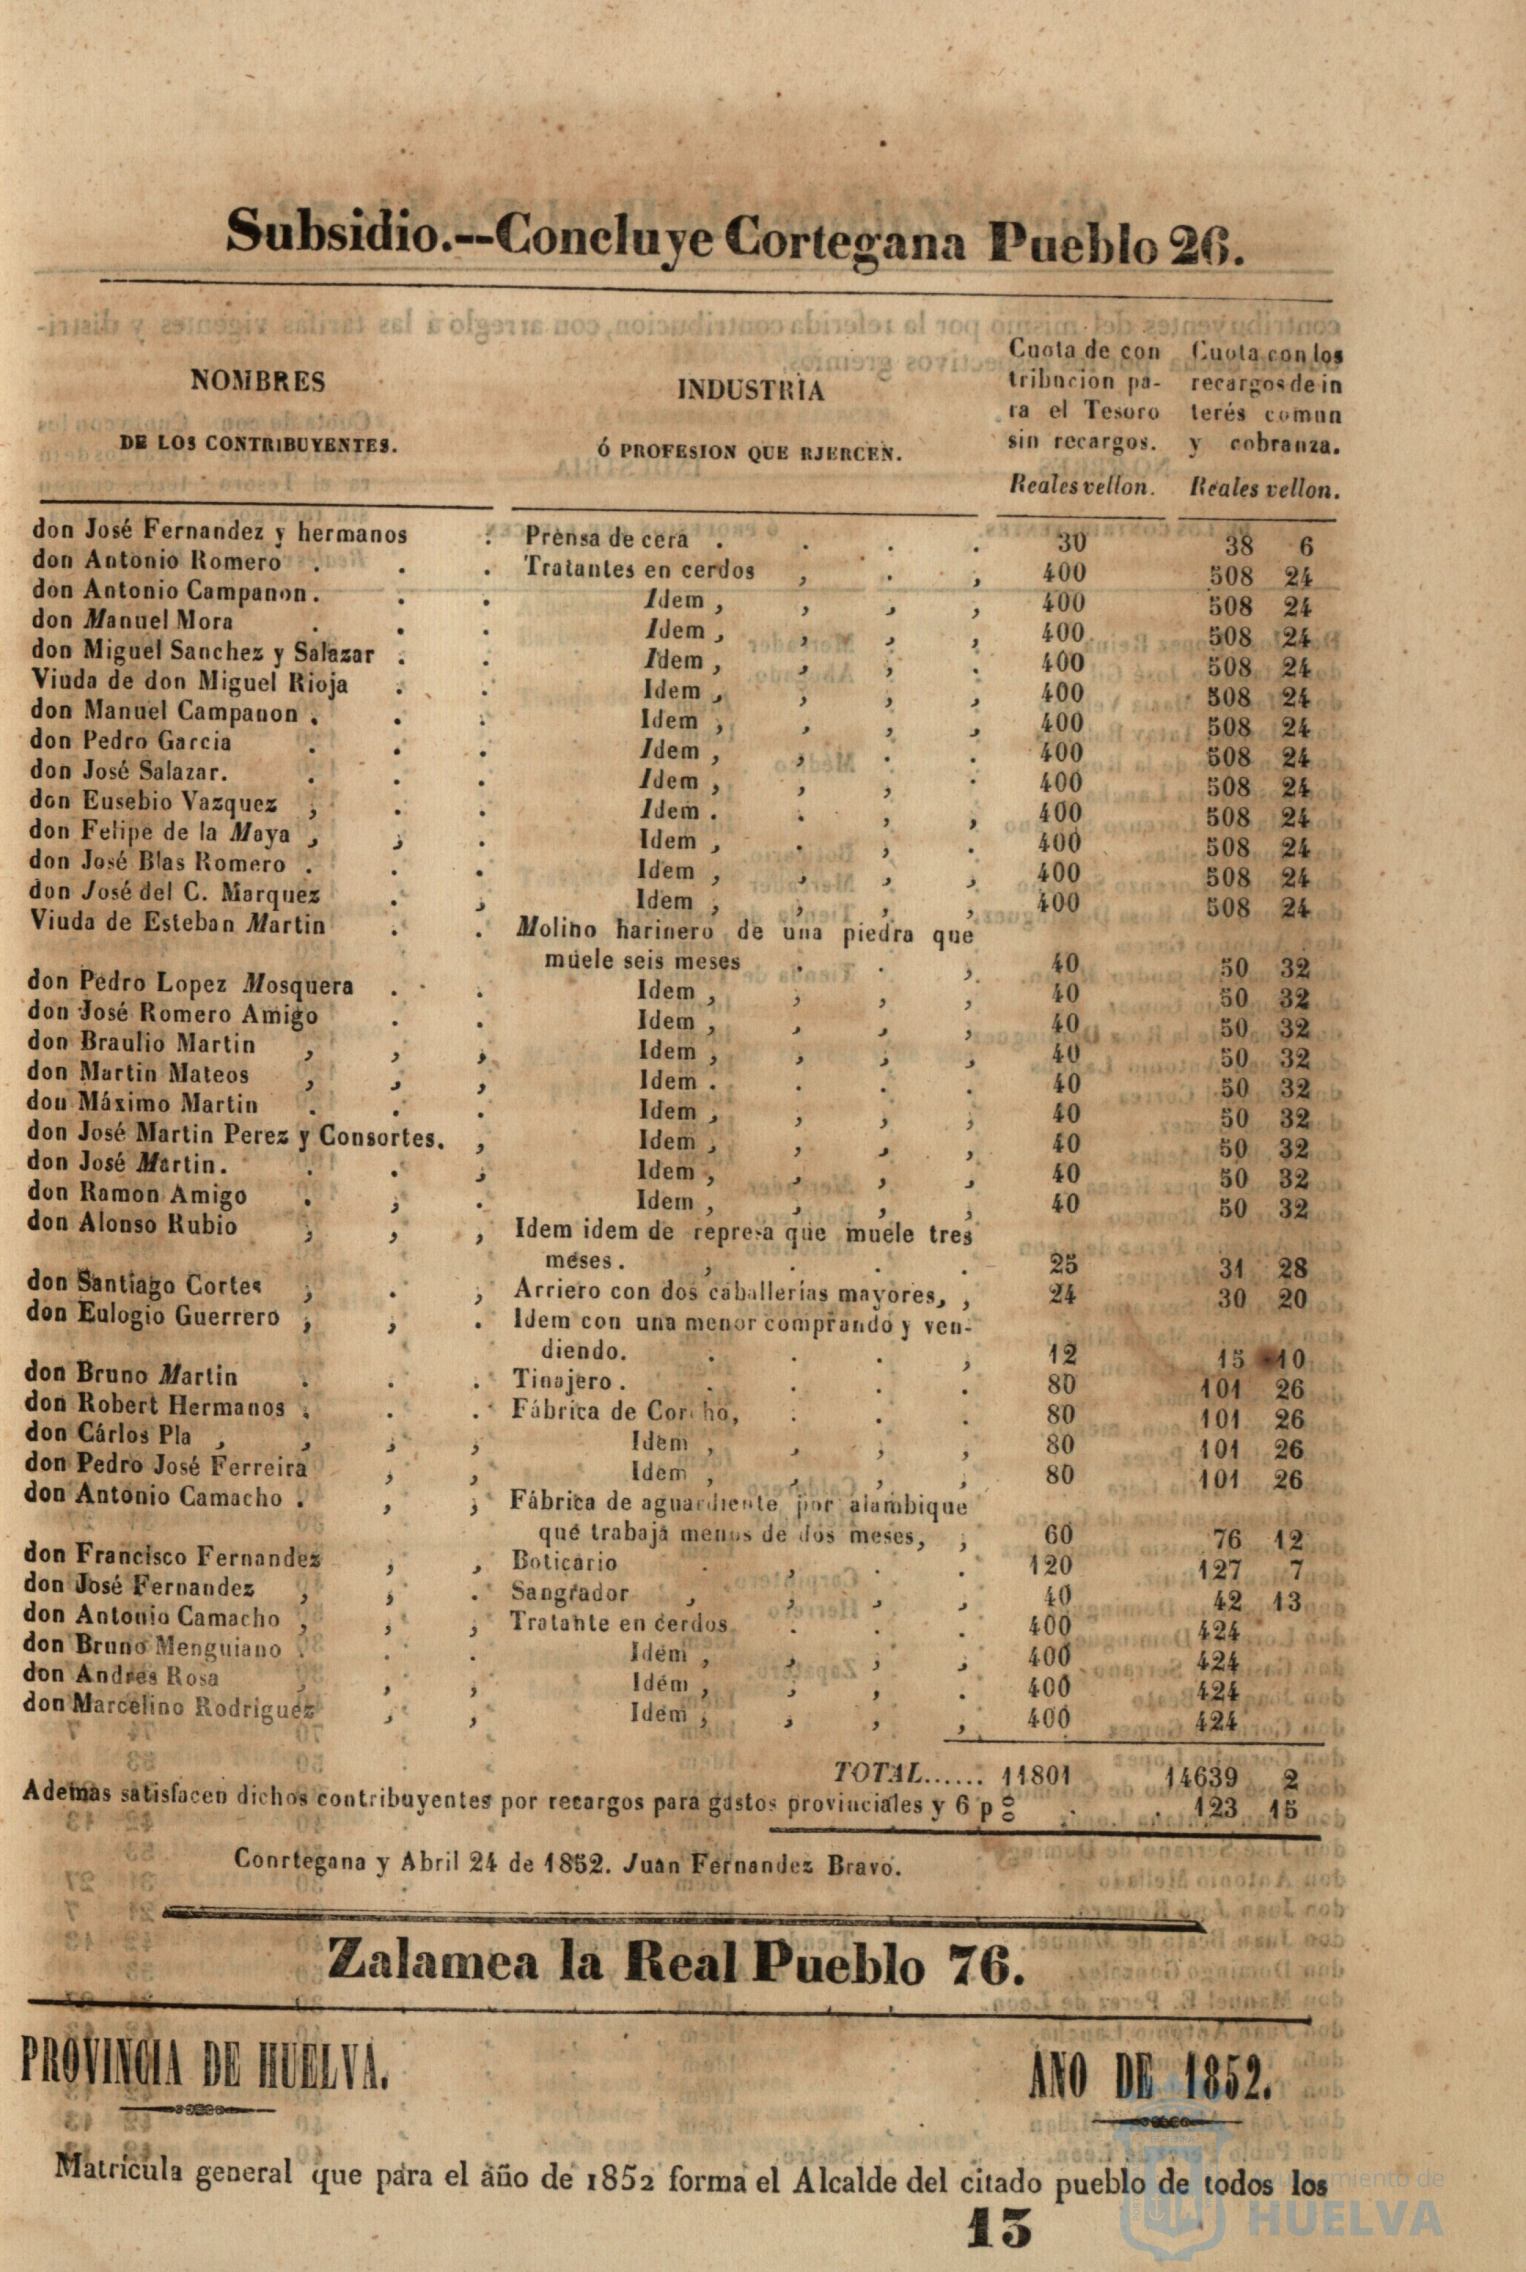 Subsidio.--Concluye Cortegana Pueblo 26.
NOMBRES
DE LOS CONTRIBUYENTES.
INDUSTRIA
Ó PROFESION QUE RJERCEN.
Cuota de con
tribucion pa-
ra el Tesoro
sin recargos.
Reales vellon.
Cuota con los
recargos de in
terés comun
y cobranza.
Reales vellon.
don José Fernandez y hermanos . Prensa de cera . . . . 30 38 6
don Antonio Romero . . . Tratantes en cerdos , . , 400 508 24
don Antonio Campanon . . . Idem , , , , 400 508 24
don Manuel Mora . . . Idem , , , , 400 508 24
don Miguel Sanchez y Salazar . . Idem , , , . 400 508 24
Viuda de don Miguel Rioja . . Idem , , , , 400 508 24
don Manuel Campanon . . . Idem , , , , 400 508 24
don Pedro Garcia . . . Idem , , . . 400 508 24
don José Salazar. . . . Idem , , , . 400 508 24
don Eusebio Vazquez , . . Idem . . , , 400 508 24
don Felipe de la Maya , , . Idem , . , . 400 508 24
don José Blas Romero . . . Idem , , , , 400 508 24
don José del C. Marquez . , Idem , , , , 400 508 24
Viuda de Esteban Martin . . Molino harinero de una piedra que
muele seis meses . . , 40 50 32
don Pedro Lopez Mosquera . . Idem , , , , 40 50 32
don José Romero Amigo . . Idem , , , , 40 50 32
don Braulio Martin , , , Idem , , , , 40 50 32
don Martin Mateos , , , Idem . . . . 40 50 32
don Máximo Martin . . . Idem , , , , 40 50 32
don José Martin Perez y Consortes. , Idem , , , , 40 50 32
don José Martin. . . , Idem , , , , 40 50 32
don Ramon Amigo . , . Idem , , , , 40 50 32
don Alonso Rubio , , , Idem idem de represa que muele tres
meses . , . . . 25 31 28
don Santiago Cortes , . , Arriero con dos caballerías mayores, , 24 30 20
don Eulogio Guerrero , , . Idem con una menor comprando y ven-
diendo. . . . , 12 15 10
don Bruno Martin . . . Tinajero . . . . . 80 101 26
don Robert Hermanos . . . Fábrica de Corcho, . . . 80 101 26
don Cárlos Pla , , , , Idem , , , , 80 101 26
don Pedro José Ferreira , , Idem , , , , 80 101 26
don Antonio Camacho . , , Fábrica de aguardiente por alambique
que trabaja menos de dos meses, , 60 76 12
don Francisco Fernandez , , Boticario . , . . 120 127 7
don José Fernandez , , . Sangrador , , , , 40 42 13
don Antonio Camacho , , , Tratante en cerdos . . . 400 424
don Bruno Menguiano . . . Idem , , , , 400 424
don Andres Rosa , , , Idem , , , . 400 424
don Marcelino Rodriguez , , Idem , , , , 400 424
TOTAL...... 11801 14639 2
Ademas satisfacen dichos contribuyentes por recargos para gastos provinciales y 6 p% . . 123 15
Conrtegana y Abril 24 de 1852. Juan Fernandez Bravo.
Zalamea la Real Pueblo 76.
PROVINCIA DE HUELVA.
AÑO DE 1852.
Matrícula general que para el año de 1852 forma el Alcalde del citado pueblo de todos los
13
Ayuntamiento de
HUELVA